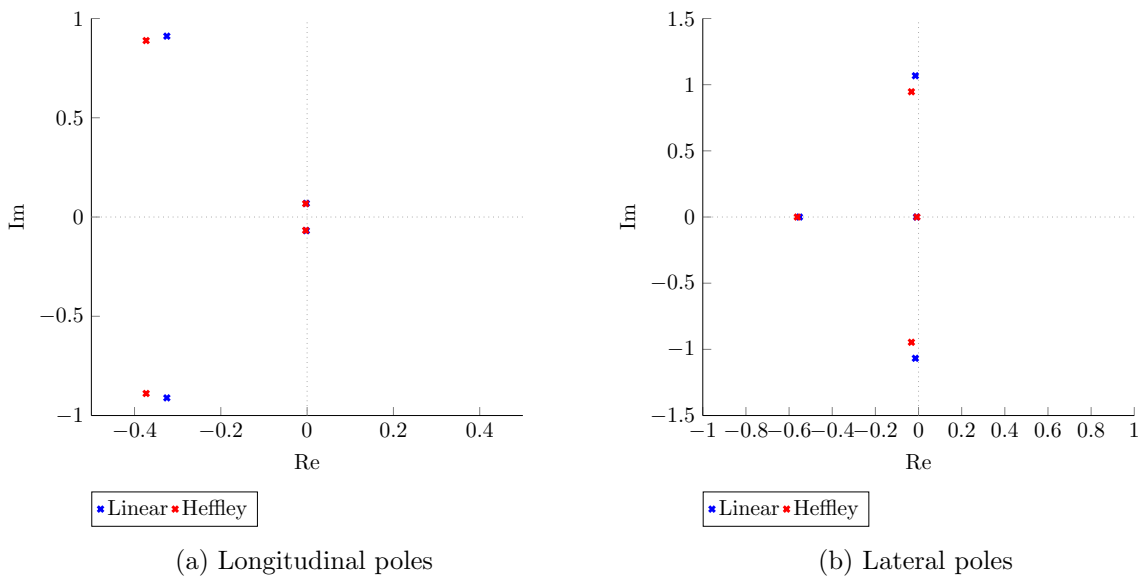 1
0.5
0
−0.5
−1
Im
−0.4 −0.2 0 0.2 0.4
Re
Linear Heffley
(a) Longitudinal poles
1.5
1
0.5
0
−0.5
−1
−1.5
Im
−1 −0.8 −0.6 −0.4 −0.2 0 0.2 0.4 0.6 0.8 1
Re
Linear Heffley
(b) Lateral poles